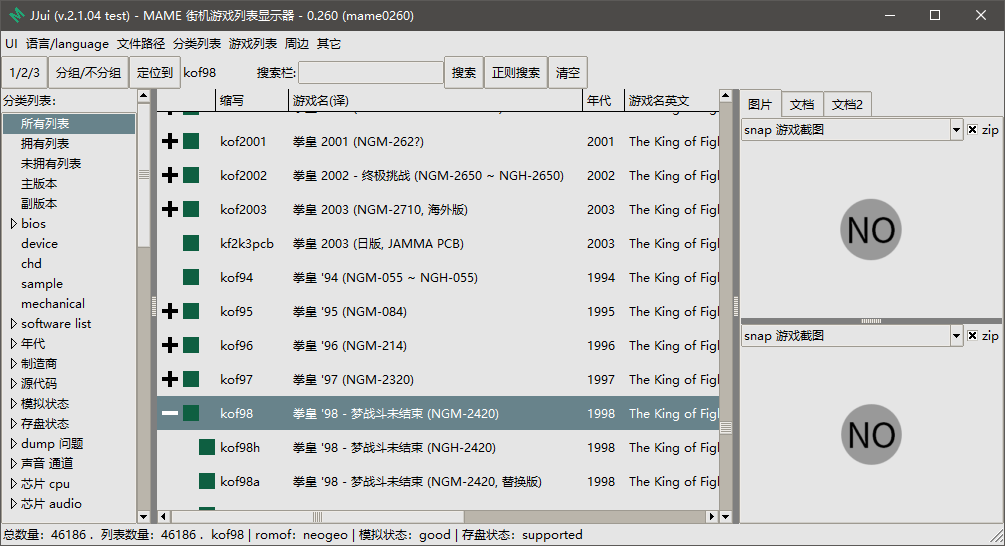 JJui (v.2.1.04 test) - MAME 街机游戏列表显示器 - 0.260 (mame0260)
UI 语言/language 文件路径 分类列表 游戏列表 周边 其它
1/2/3 分组/不分组 定位到 kof98 搜索栏: 搜索 正则搜索 清空
分类列表:
所有列表
拥有列表
未拥有列表
主版本
副版本
bios
device
chd
sample
mechanical
software list
年代
制造商
源代码
模拟状态
存盘状态
dump 问题
声音 通道
芯片 cpu
芯片 audio
缩写 游戏名(译) 年代 游戏名英文
kof2001 拳皇 2001 (NGM-262?) 2001 The King of Figh
kof2002 拳皇 2002 - 终极挑战 (NGM-2650 ~ NGH-2650) 2002 The King of Figh
kof2003 拳皇 2003 (NGM-2710, 海外版) 2003 The King of Figh
kf2k3pcb 拳皇 2003 (日版, JAMMA PCB) 2003 The King of Figh
kof94 拳皇 '94 (NGM-055 ~ NGH-055) 1994 The King of Figh
kof95 拳皇 '95 (NGM-084) 1995 The King of Figh
kof96 拳皇 '96 (NGM-214) 1996 The King of Figh
kof97 拳皇 '97 (NGM-2320) 1997 The King of Figh
kof98 拳皇 '98 - 梦战斗未结束 (NGM-2420) 1998 The King of Figh
kof98h 拳皇 '98 - 梦战斗未结束 (NGH-2420) 1998 The King of Figh
kof98a 拳皇 '98 - 梦战斗未结束 (NGM-2420, 替换版) 1998 The King of Figh
图片 文档 文档2
snap 游戏截图 zip
NO
snap 游戏截图 zip
NO
总数量: 46186 . 列表数量: 46186 . kof98 | romof: neogeo | 模拟状态: good | 存盘状态: supported